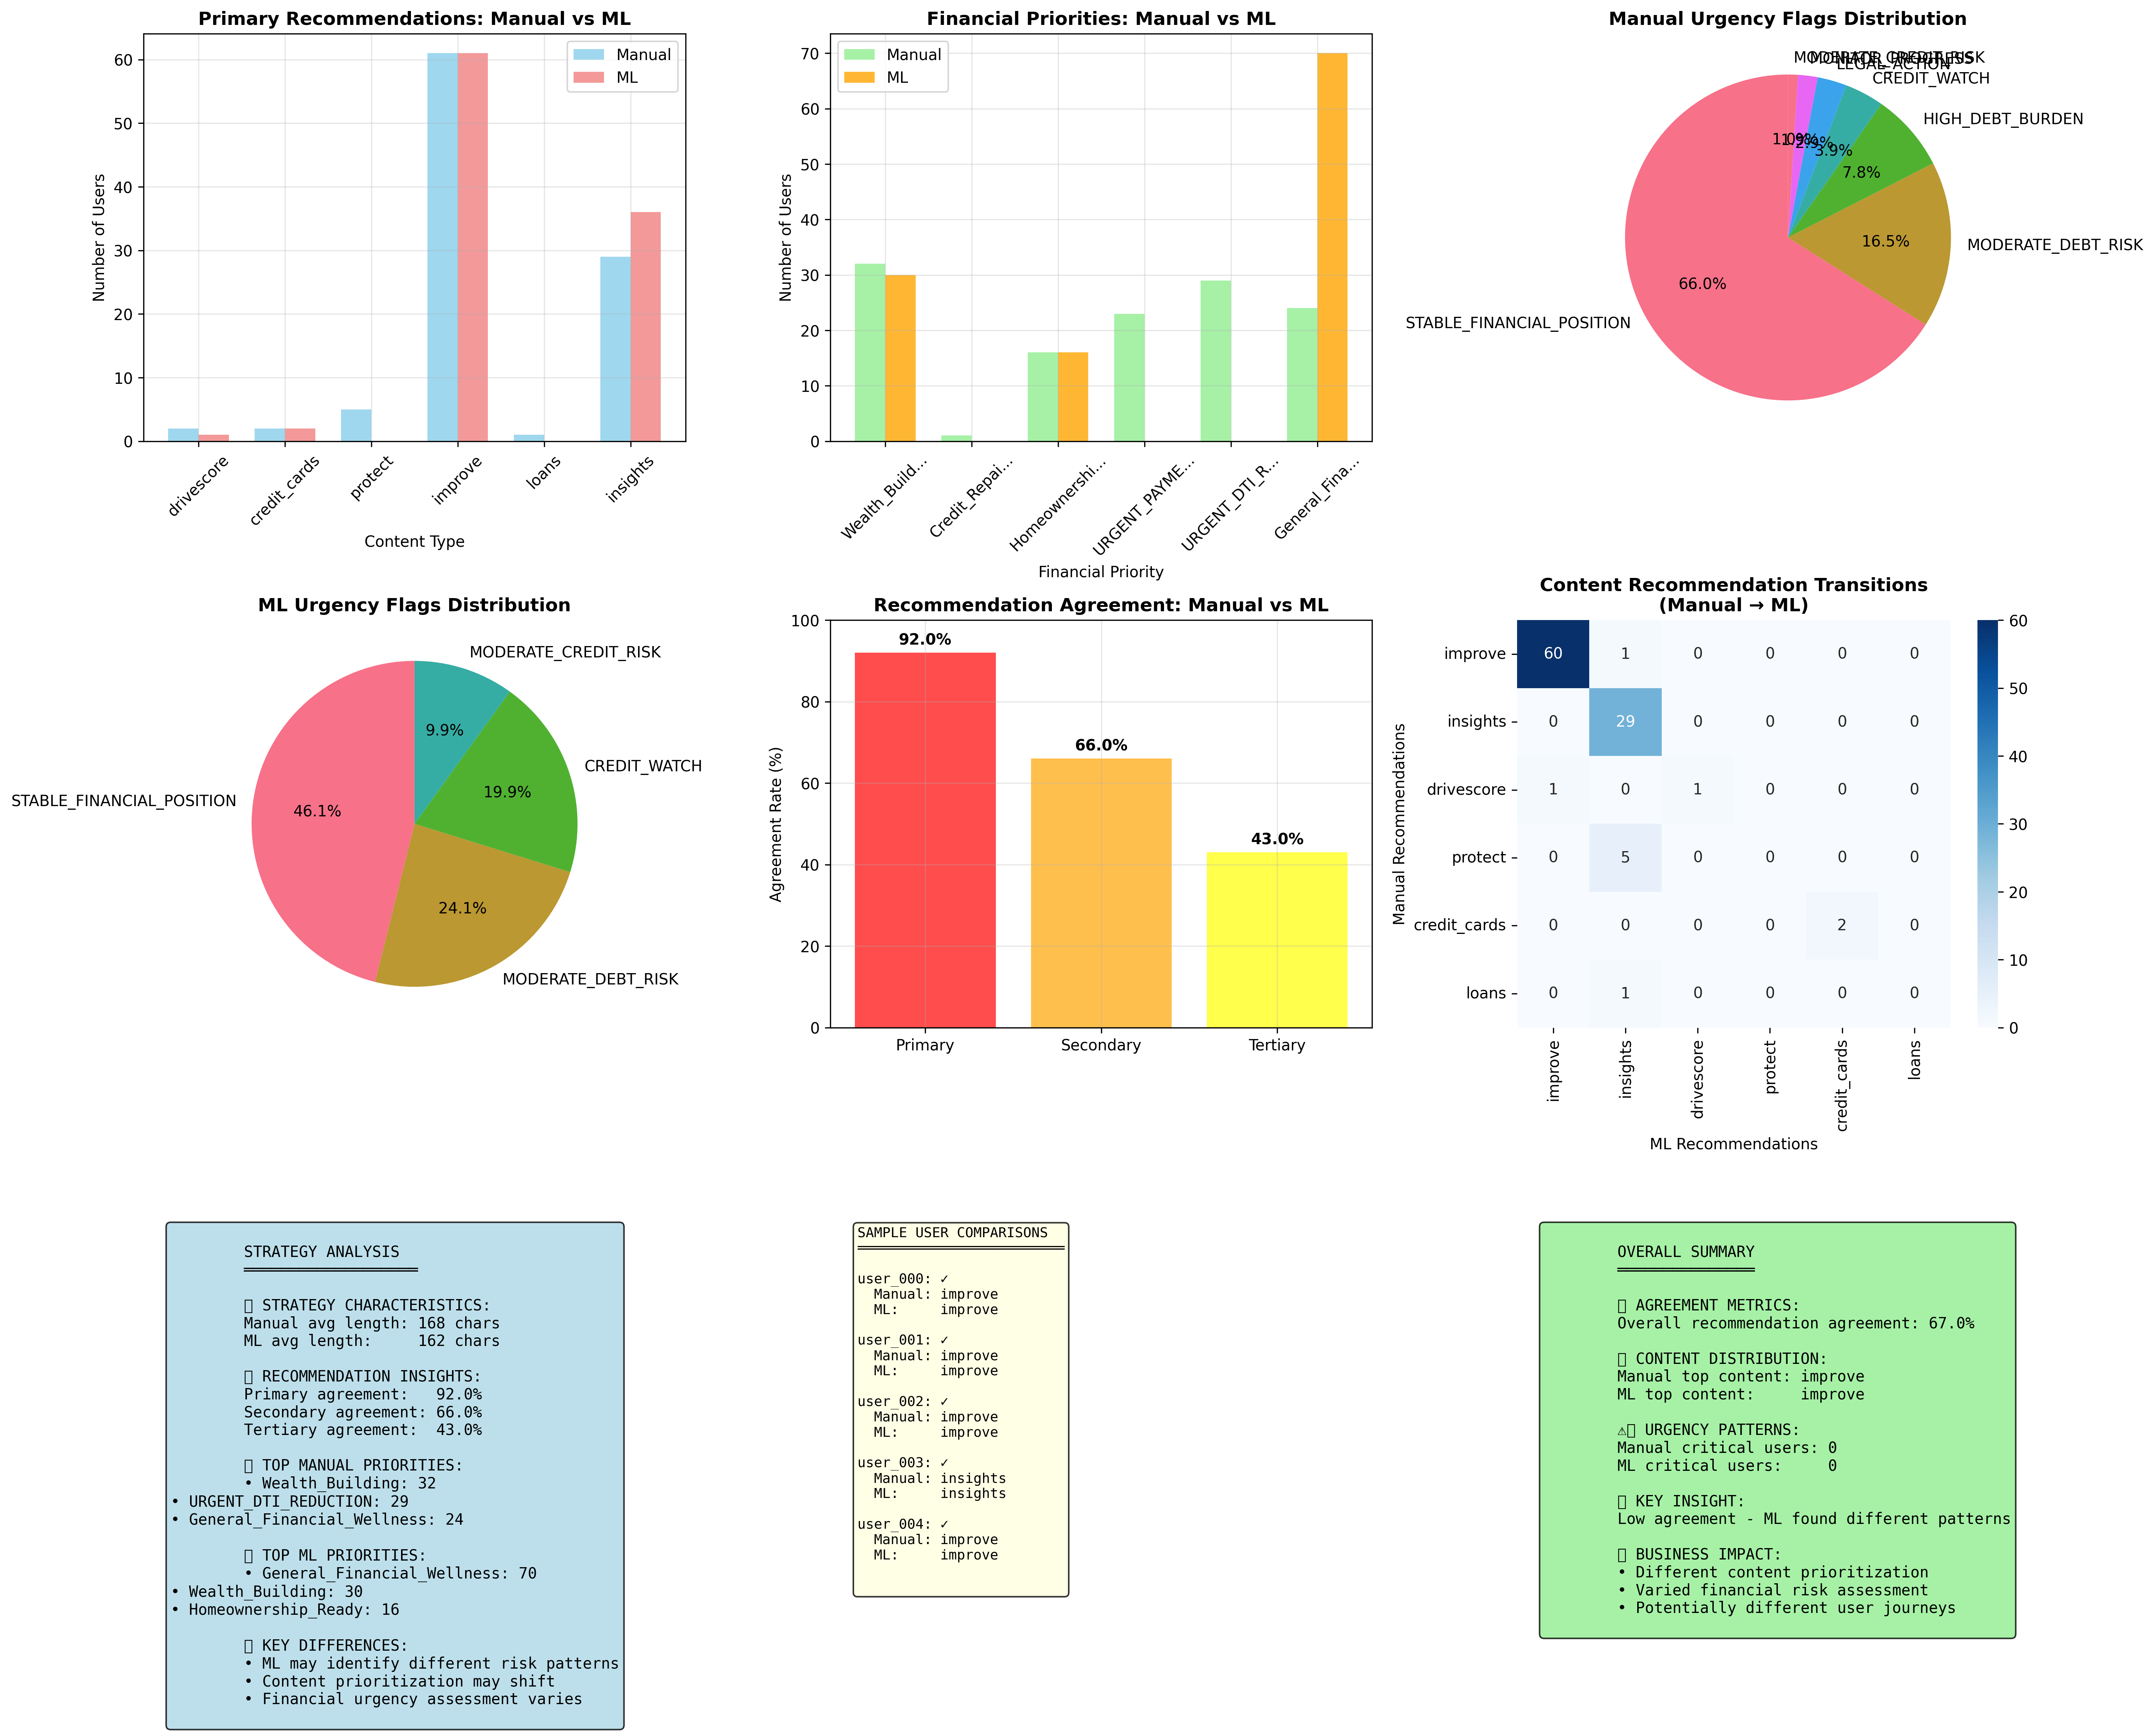 Primary Recommendations: Manual vs ML
Manual
ML
Number of Users
60
50
40
30
20
10
0
drivescore
credit_cards
protect
improve
loans
insights
Content Type
Financial Priorities: Manual vs ML
Manual
ML
Number of Users
70
60
50
40
30
20
10
0
Wealth_Build...
Credit_Repai...
Homeownershi...
URGENT_PAYME...
URGENT_DTI_R...
General_Fina...
Financial Priority
Manual Urgency Flags Distribution
MODERATE_CREDIT_RISK
LEGAL_ACTION
CREDIT_WATCH
HIGH_DEBT_BURDEN
MODERATE_DEBT_RISK
STABLE_FINANCIAL_POSITION
1.0%
2.9%
3.9%
7.8%
16.5%
66.0%
ML Urgency Flags Distribution
MODERATE_CREDIT_RISK
CREDIT_WATCH
STABLE_FINANCIAL_POSITION
MODERATE_DEBT_RISK
9.9%
19.9%
46.1%
24.1%
Recommendation Agreement: Manual vs ML
Agreement Rate (%)
100
80
60
40
20
0
92.0%
66.0%
43.0%
Primary
Secondary
Tertiary
Content Recommendation Transitions
(Manual → ML)
Manual Recommendations
improve 60 1 0 0 0 0
insights 0 29 0 0 0 0
drivescore 1 0 1 0 0 0
protect 0 5 0 0 0 0
credit_cards 0 0 0 0 2 0
loans 0 1 0 0 0 0
improve
insights
drivescore
protect
credit_cards
loans
ML Recommendations
60
50
40
30
20
10
0
STRATEGY ANALYSIS
STRATEGY CHARACTERISTICS:
Manual avg length: 168 chars
ML avg length: 162 chars
RECOMMENDATION INSIGHTS:
Primary agreement: 92.0%
Secondary agreement: 66.0%
Tertiary agreement: 43.0%
TOP MANUAL PRIORITIES:
• Wealth_Building: 32
• URGENT_DTI_REDUCTION: 29
• General_Financial_Wellness: 24
TOP ML PRIORITIES:
• General_Financial_Wellness: 70
• Wealth_Building: 30
• Homeownership_Ready: 16
KEY DIFFERENCES:
• ML may identify different risk patterns
• Content prioritization may shift
• Financial urgency assessment varies
SAMPLE USER COMPARISONS
user_000: ✓
Manual: improve
ML: improve
user_001: ✓
Manual: improve
ML: improve
user_002: ✓
Manual: improve
ML: improve
user_003: ✓
Manual: insights
ML: insights
user_004: ✓
Manual: improve
ML: improve
OVERALL SUMMARY
AGREEMENT METRICS:
Overall recommendation agreement: 67.0%
CONTENT DISTRIBUTION:
Manual top content: improve
ML top content: improve
⚠ URGENCY PATTERNS:
Manual critical users: 0
ML critical users: 0
KEY INSIGHT:
Low agreement - ML found different patterns
BUSINESS IMPACT:
• Different content prioritization
• Varied financial risk assessment
• Potentially different user journeys